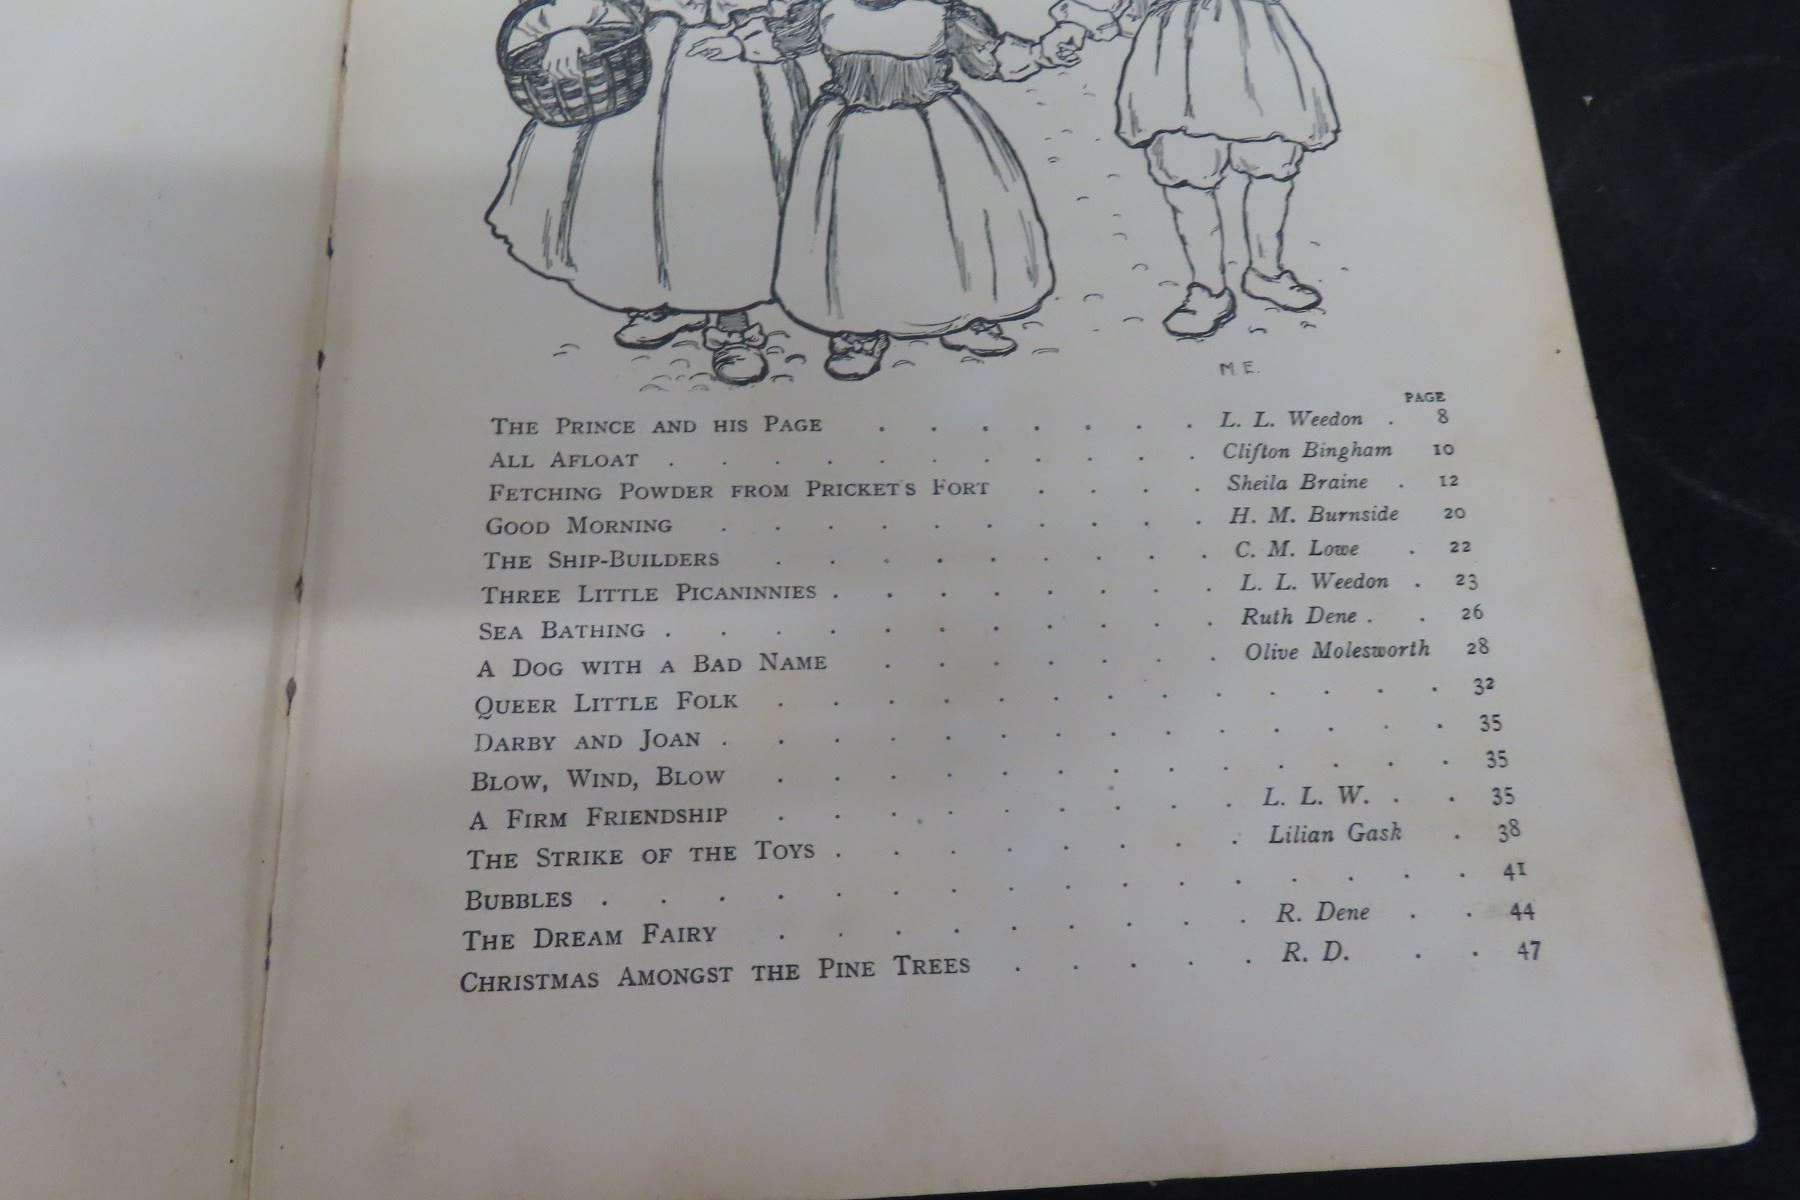 M. E.
PAGE
THE PRINCE AND HIS PAGE . . . . . . . L. L. Weedon . 8
ALL AFLOAT . . . . . . . . . . . Clifton Bingham 10
FETCHING POWDER FROM PRICKET'S FORT . . . . Sheila Braine . 12
GOOD MORNING . . . . . . . . . . H. M. Burnside 20
THE SHIP-BUILDERS . . . . . . . . . C. M. Lowe . 22
THREE LITTLE PICANINNIES . . . . . . . . L. L. Weedon . 23
SEA BATHING . . . . . . . . . . . Ruth Dene . . 26
A DOG WITH A BAD NAME . . . . . . . Olive Molesworth 28
QUEER LITTLE FOLK . . . . . . . . . . . . . 32
DARBY AND JOAN . . . . . . . . . . . . . . 35
BLOW, WIND, BLOW . . . . . . . . . . . . . 35
A FIRM FRIENDSHIP . . . . . . . . . L. L. W. . . 35
THE STRIKE OF THE TOYS . . . . . . . . Lilian Gask . 38
BUBBLES . . . . . . . . . . . . . . . . 41
THE DREAM FAIRY . . . . . . . . . R. Dene . . 44
CHRISTMAS AMONGST THE PINE TREES . . . . . R. D. . . 47